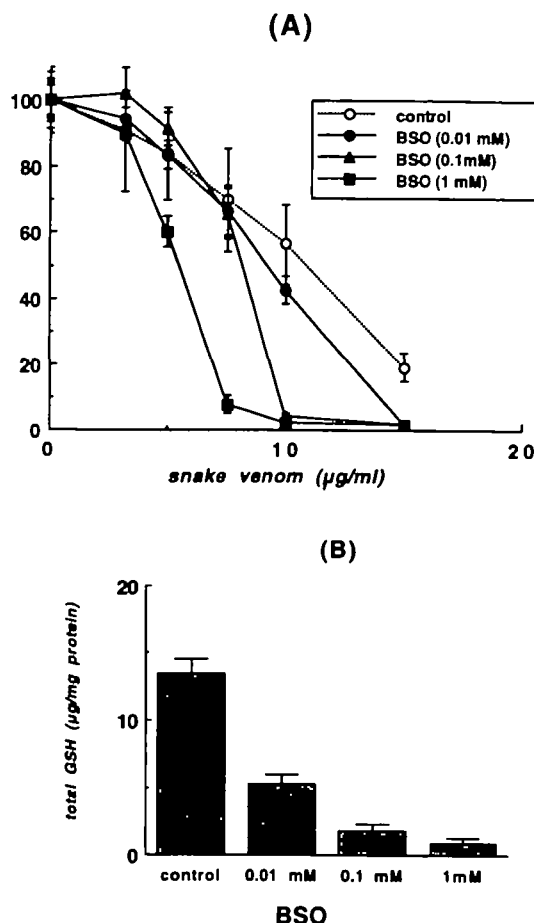 (A)
100
80
60
40
20
0
control
BSO (0.01 mM)
BSO (0.1mM)
BSO (1 mM)
0
10
20
snake venom (µg/ml)
(B)
total GSH (µg/mg protein)
20
10
0
control
0.01 mM
0.1 mM
1mM
BSO